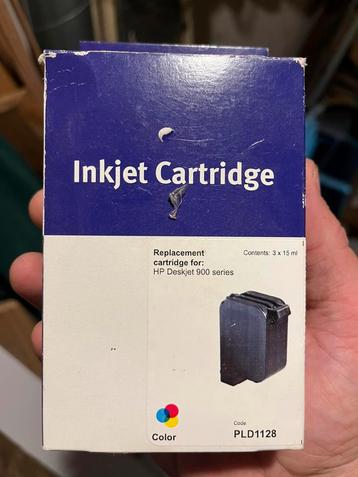 Inkjet Cartridge
Replacement
cartridge for:
HP Deskjet 900 series
Contents: 3 x 15 ml
Color
Code
PLD1128